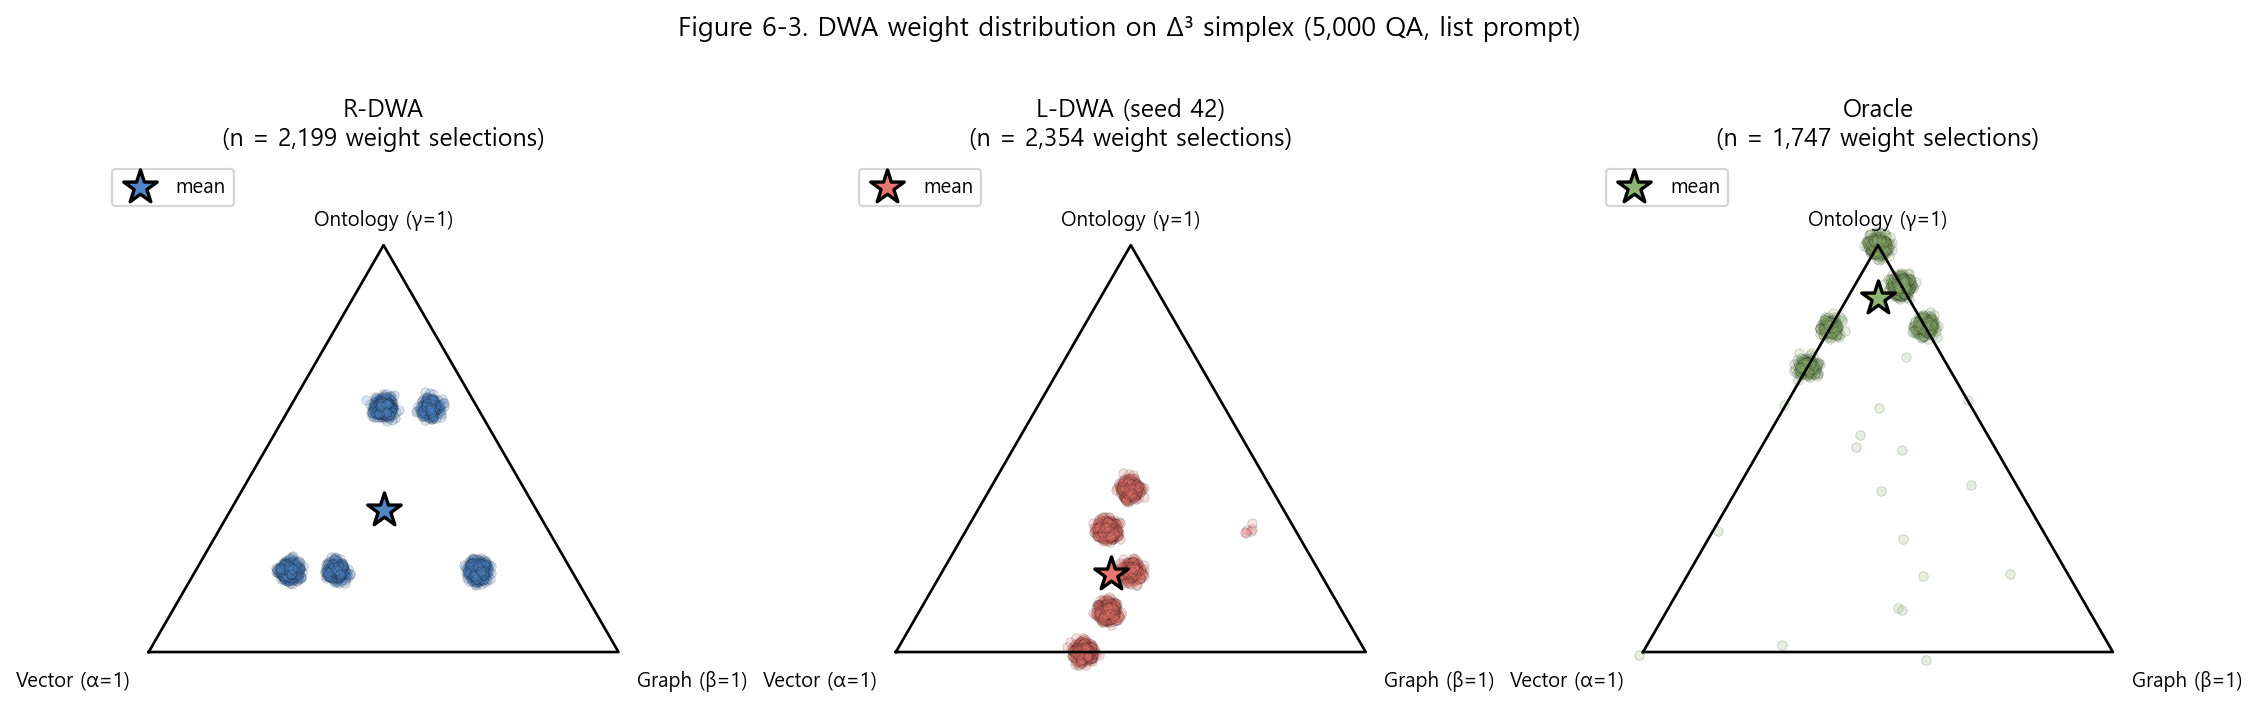 Figure 6-3. DWA weight distribution on Δ³ simplex (5,000 QA, list prompt)
R-DWA
(n = 2,199 weight selections)
mean
Ontology (γ=1)
Vector (α=1)
Graph (β=1)
L-DWA (seed 42)
(n = 2,354 weight selections)
mean
Ontology (γ=1)
Vector (α=1)
Graph (β=1)
Oracle
(n = 1,747 weight selections)
mean
Ontology (γ=1)
Vector (α=1)
Graph (β=1)